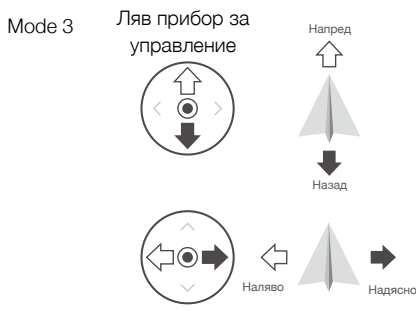 Mode 3
Ляв прибор за
управление
Напред
Назад
Наляво
Надясно